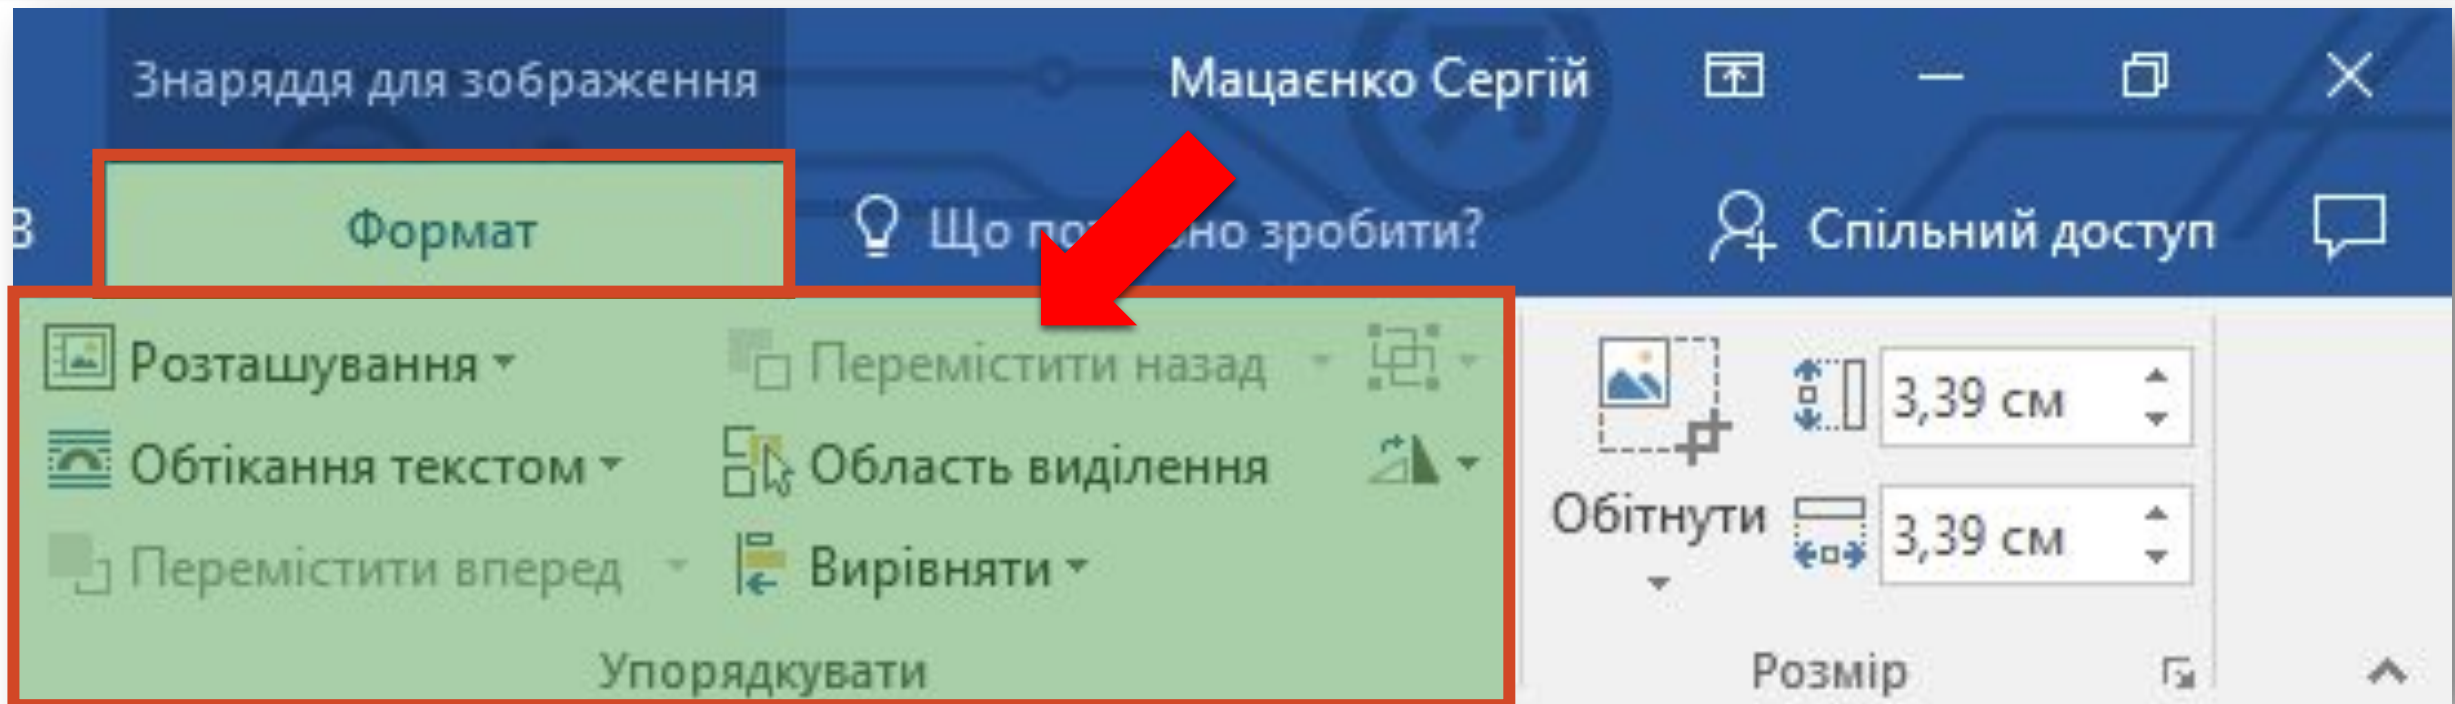 Знаряддя для зображення Мацаєнко Сергій
Формат Що зробити? Спільний доступ
Розташування Перемістити назад
3,39 см
Обтікання текстом Область виділення
Обітнути 3,39 см
Перемістити вперед Вирівняти
Упорядкувати Розмір